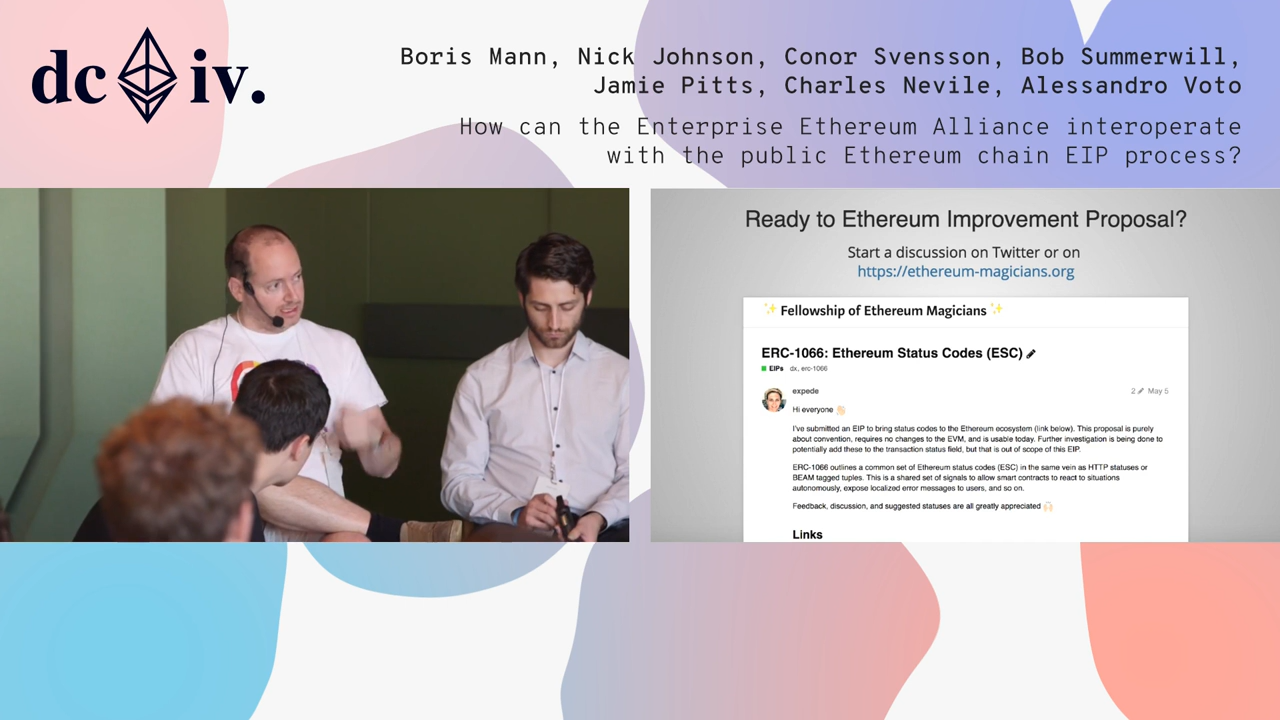 dc iv.
Boris Mann, Nick Johnson, Conor Svensson, Bob Summerwill,
Jamie Pitts, Charles Nevile, Alessandro Voto
How can the Enterprise Ethereum Alliance interoperate
with the public Ethereum chain EIP process?
Ready to Ethereum Improvement Proposal?
Start a discussion on Twitter or on
https://ethereum-magicians.org
✨ Fellowship of Ethereum Magicians ✨
ERC-1066: Ethereum Status Codes (ESC)
EIPs dx, erc-1066
expede 2 May 5
Hi everyone 👋🏻
I've submitted an EIP to bring status codes to the Ethereum ecosystem (link below). This proposal is purely
about convention, requires no changes to the EVM, and is usable today. Further investigation is being done to
potentially add these to the transaction status field, but that is out of scope of this EIP.
ERC-1066 outlines a common set of Ethereum status codes (ESC) in the same vein as HTTP statuses or
BEAM tagged tuples. This is a shared set of signals to allow smart contracts to react to situations
autonomously, expose localized error messages to users, and so on.
Feedback, discussion, and suggested statuses are all greatly appreciated 🙌🏻
Links